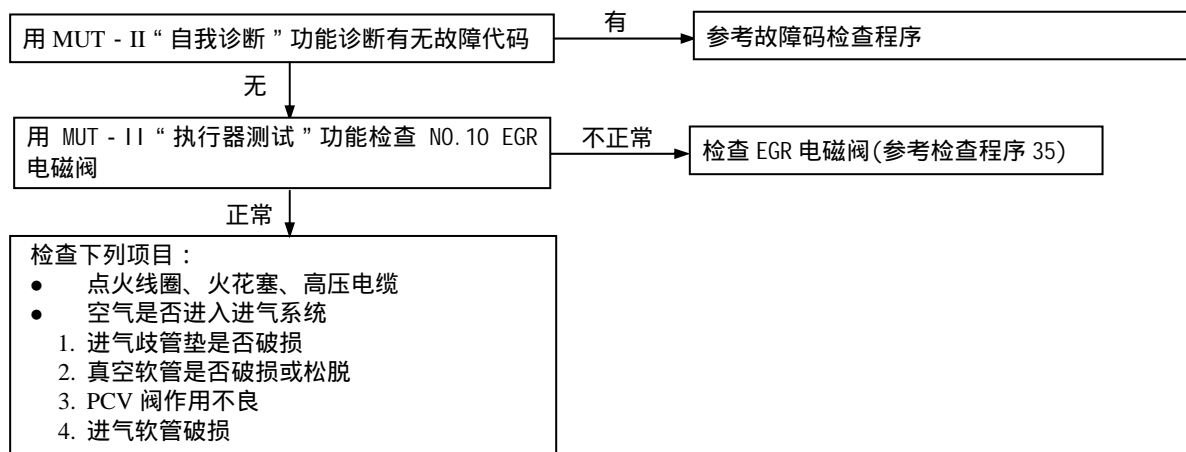 用 MUT - II “ 自我诊断 ” 功能诊断有无故障代码
有
参考故障码检查程序
无
用 MUT - II “ 执行器测试 ” 功能检查 NO.10 EGR
电磁阀
不正常
检查 EGR 电磁阀(参考检查程序 35)
正常
检查下列项目：
● 点火线圈、火花塞、高压电缆
● 空气是否进入进气系统
1. 进气歧管垫是否破损
2. 真空软管是否破损或松脱
3. PCV 阀作用不良
4. 进气软管破损